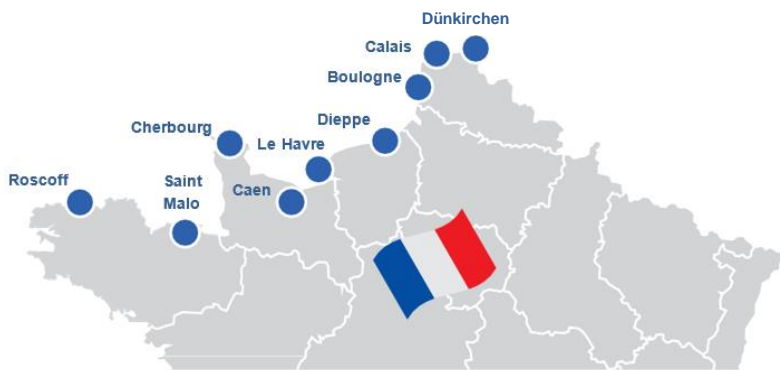 Dünkirchen
Calais
Boulogne
Dieppe
Cherbourg
Le Havre
Roscoff
Saint
Malo
Caen